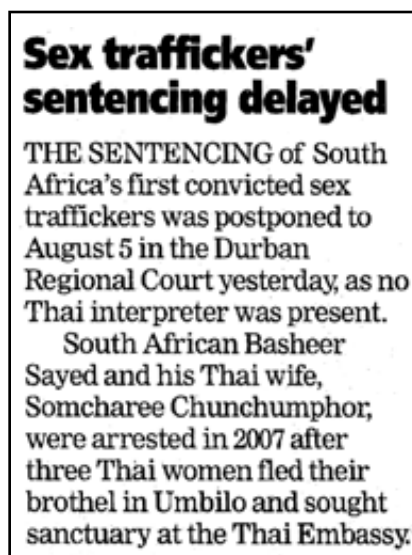 Sex traffickers'
sentencing delayed
THE SENTENCING of South
Africa's first convicted sex
traffickers was postponed to
August 5 in the Durban
Regional Court yesterday, as no
Thai interpreter was present.
South African Basheer
Sayed and his Thai wife,
Somcharee Chunchumphor,
were arrested in 2007 after
three Thai women fled their
brothel in Umbilo and sought
sanctuary at the Thai Embassy.